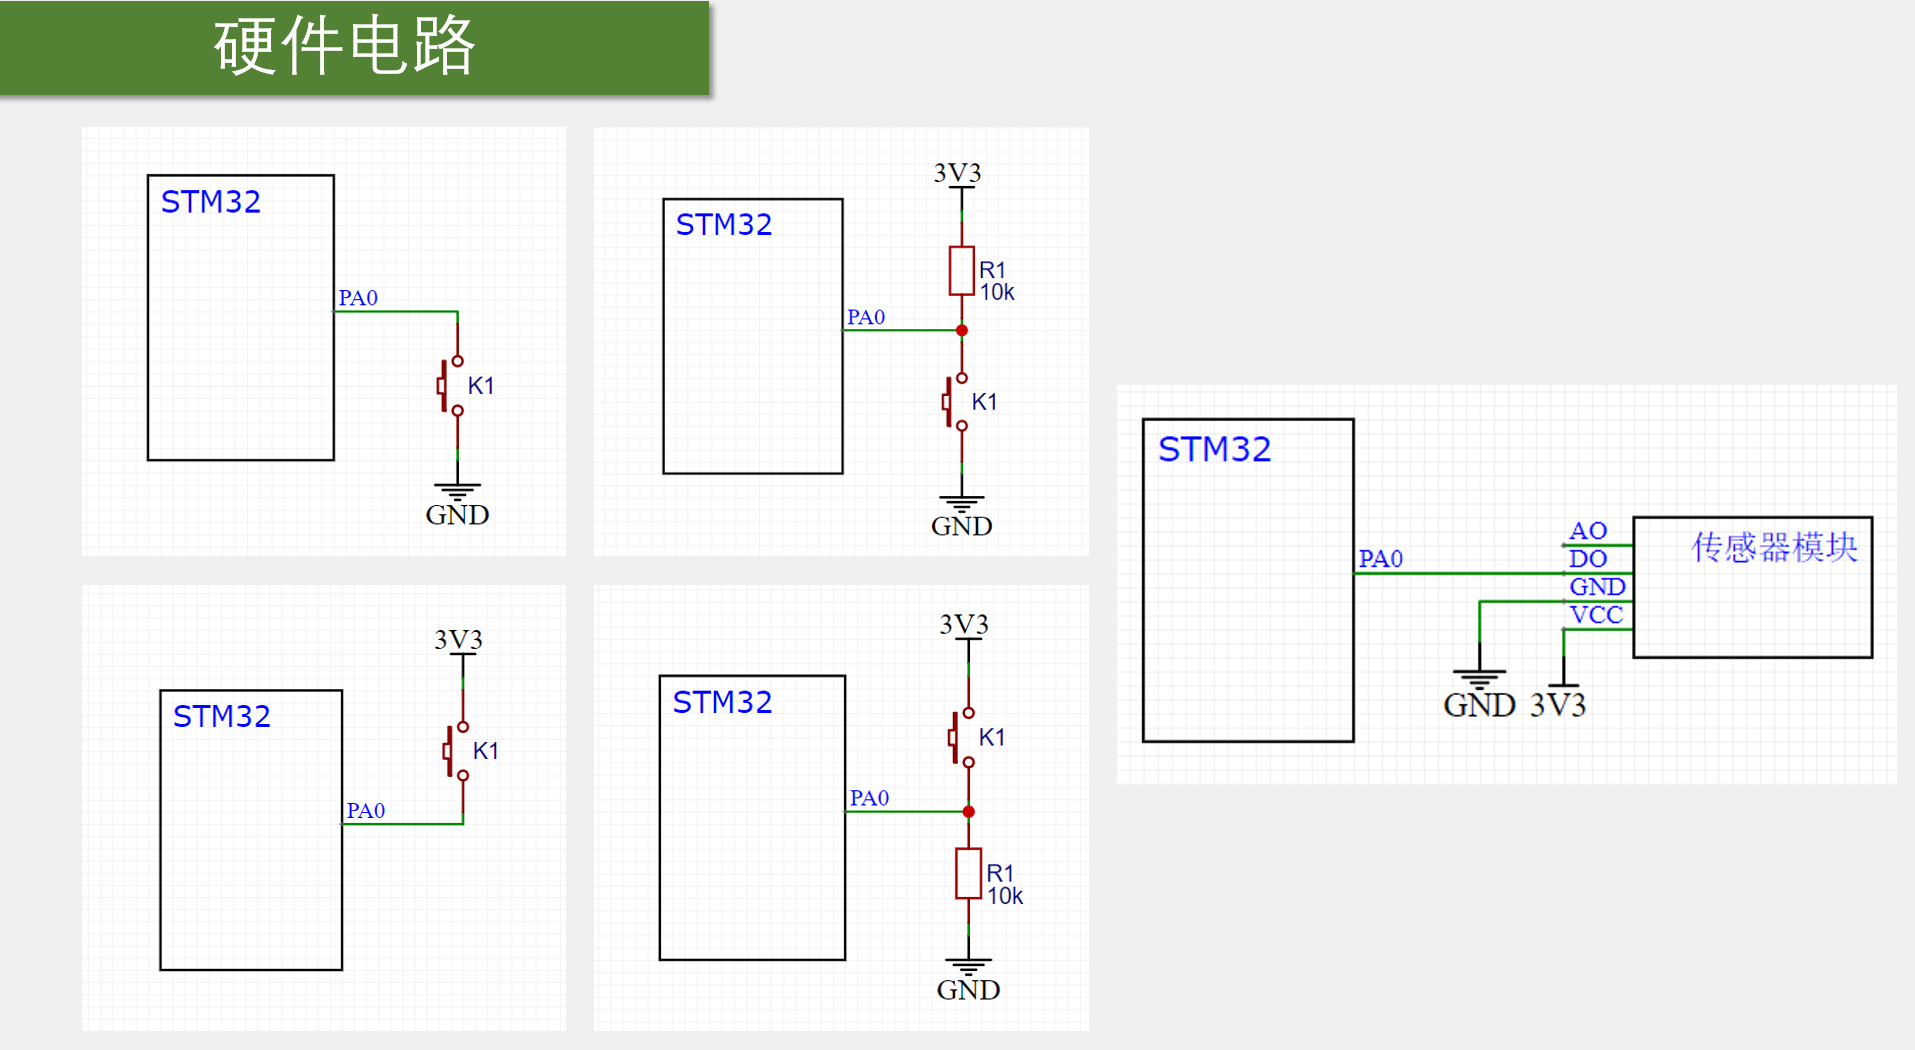 硬件电路
STM32
PA0
K1
GND
3V3
STM32
R1
10k
PA0
K1
GND
3V3
STM32
K1
PA0
3V3
STM32
K1
PA0
R1
10k
GND
STM32
PA0
AO
DO
GND
VCC
传感器模块
GND 3V3